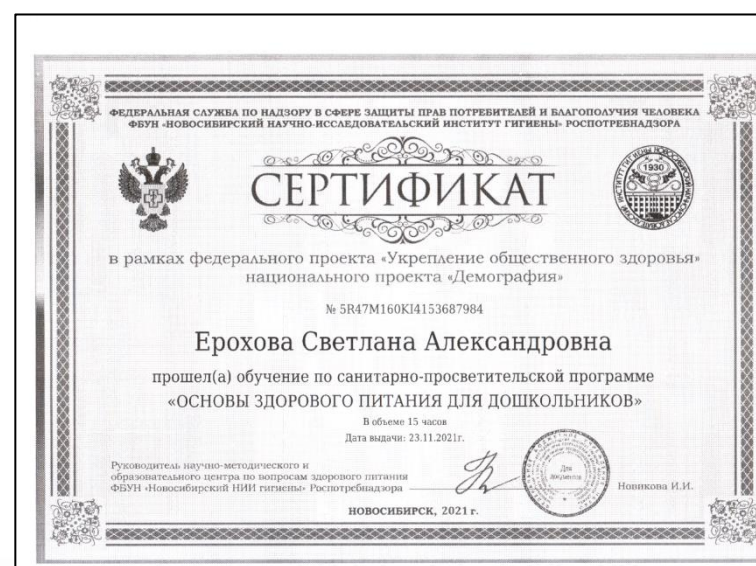 ФЕДЕРАЛЬНАЯ СЛУЖБА ПО НАДЗОРУ В СФЕРЕ ЗАЩИТЫ ПРАВ ПОТРЕБИТЕЛЕЙ И БЛАГОПОЛУЧИЯ ЧЕЛОВЕКА
ФБУН «НОВОСИБИРСКИЙ НАУЧНО-ИССЛЕДОВАТЕЛЬСКИЙ ИНСТИТУТ ГИГИЕНЫ» РОСПОТРЕБНАДЗОРА
1930
СЕРТИФИКАТ
в рамках федерального проекта «Укрепление общественного здоровья»
национального проекта «Демография»
№ 5R47M160KI4153687984
Ерохова Светлана Александровна
прошел(а) обучение по санитарно-просветительской программе
«ОСНОВЫ ЗДОРОВОГО ПИТАНИЯ ДЛЯ ДОШКОЛЬНИКОВ»
В объеме 15 часов
Дата выдачи: 23.11.2021г.
Руководитель научно-методического и
образовательного центра по вопросам здорового питания
ФБУН «Новосибирский НИИ гигиены» Роспотребнадзора
Для
документов
Новикова И.И.
НОВОСИБИРСК, 2021 г.